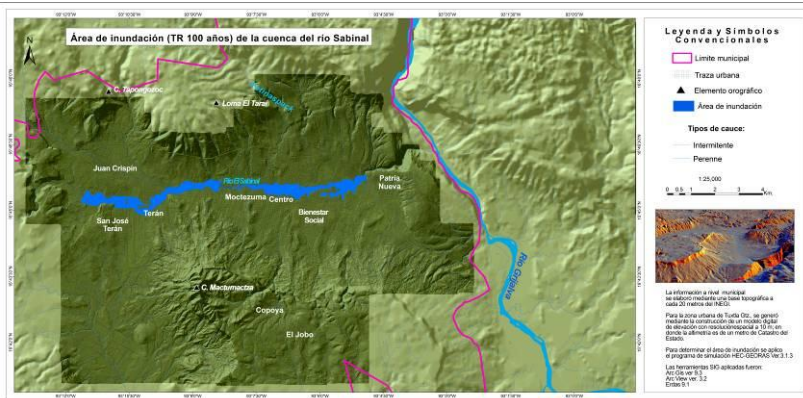 Área de inundación (TR 100 años) de la cuenca del río Sabinal
Leyenda y Símbolos
Convencionales
Límite municipal
Traza urbana
Elemento orográfico
Área de inundación
Tipos de cauce:
Intermitente
Perenne
1:25,000
0 0.5 1 2 3 4
Km.
N
Loma El Taral
Juan Crispín
Río El Sabinal
Patria
Nueva
Moctezuma
Centro
Terán
San José
Terán
Bienestar
Social
Río Grijalva
C. Mactumactza
Copoya
El Jobo
La información a nivel municipal
se elaboró mediante una base topográfica a
cada 20 metros del INEGI.
Para la zona urbana de Tuxtla Gtz., se generó
mediante la construcción de un modelo digital
de elevación con resolución espacial a 10 m, en
donde la altimetría es de un metro de Catastro del
Estado.
Para determinar el área de inundación se aplica
el programa de simulación HEC-GEORAS Ver 3.1.3
Las herramientas SIG aplicadas fueron:
Arc Gis ver 9.3
Arc View ver. 3.2
Erdas 9.1